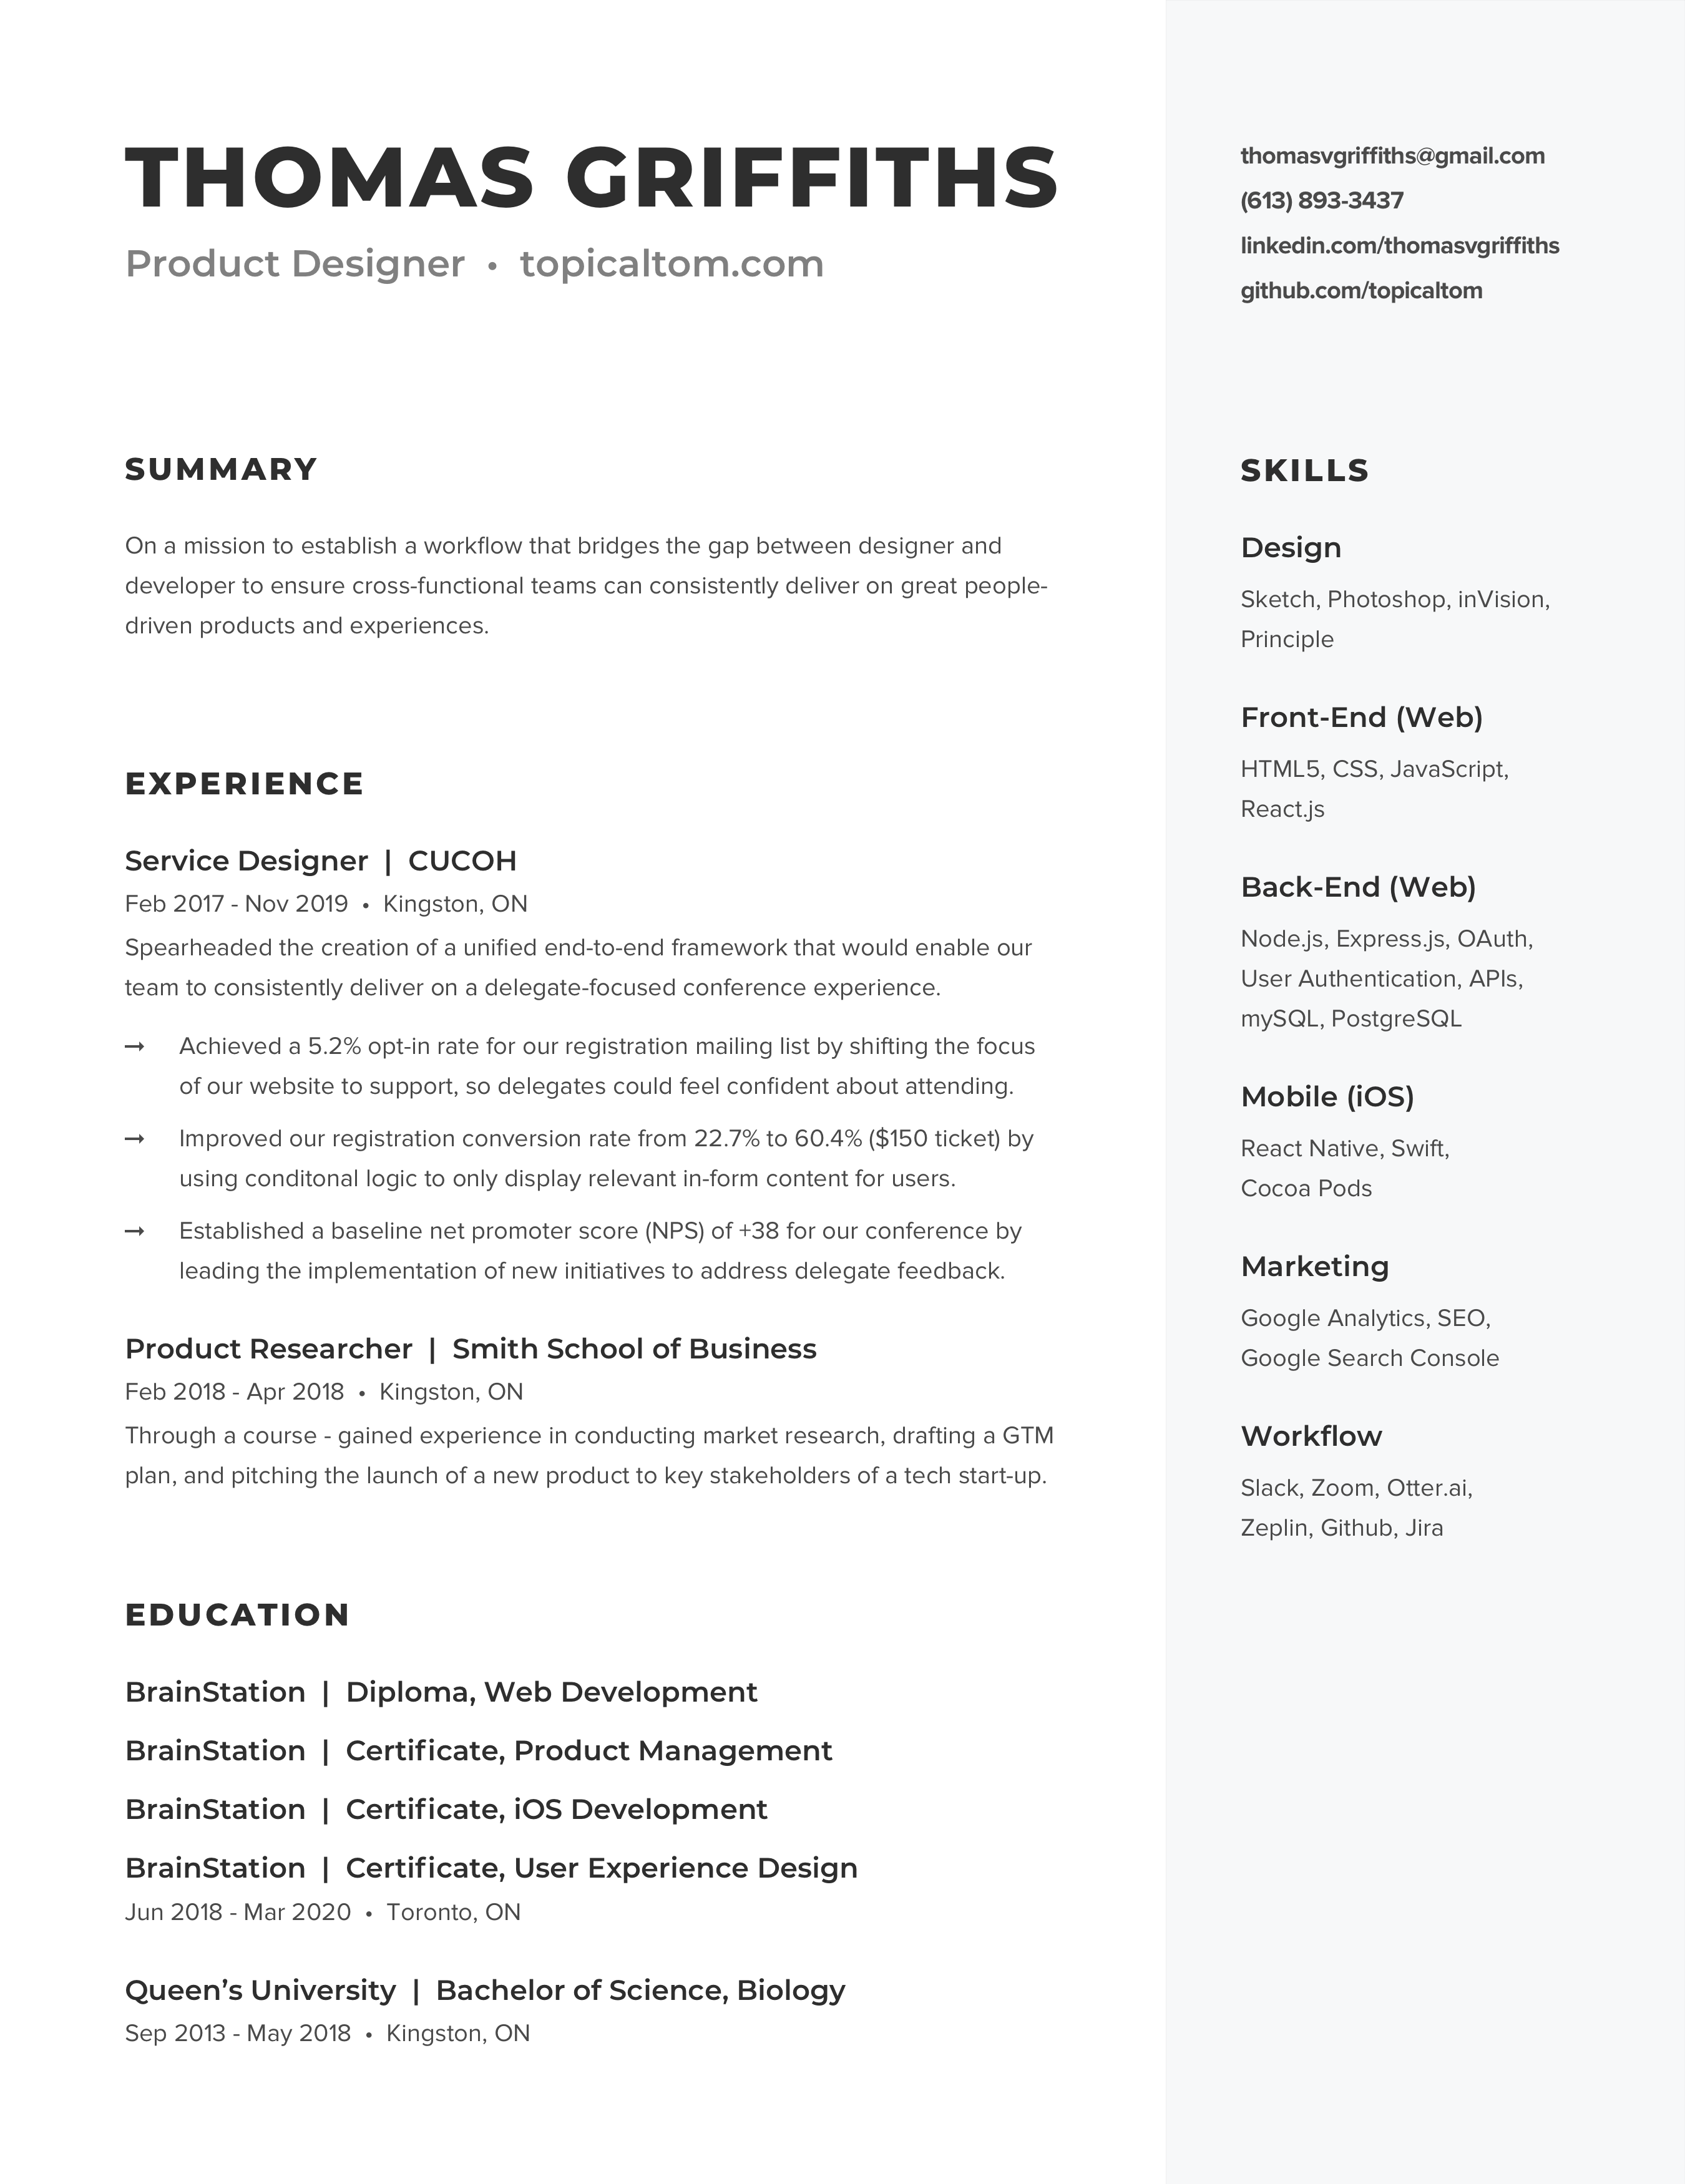 THOMAS GRIFFITHS
Product Designer • topicaltom.com
thomasvgriffiths@gmail.com
(613) 893-3437
linkedin.com/thomasvgriffiths
github.com/topicaltom
SUMMARY
On a mission to establish a workflow that bridges the gap between designer and
developer to ensure cross-functional teams can consistently deliver on great people-
driven products and experiences.
EXPERIENCE
Service Designer | CUCOH
Feb 2017 - Nov 2019 • Kingston, ON
Spearheaded the creation of a unified end-to-end framework that would enable our
team to consistently deliver on a delegate-focused conference experience.
→ Achieved a 5.2% opt-in rate for our registration mailing list by shifting the focus
of our website to support, so delegates could feel confident about attending.
→ Improved our registration conversion rate from 22.7% to 60.4% ($150 ticket) by
using conditonal logic to only display relevant in-form content for users.
→ Established a baseline net promoter score (NPS) of +38 for our conference by
leading the implementation of new initiatives to address delegate feedback.
Product Researcher | Smith School of Business
Feb 2018 - Apr 2018 • Kingston, ON
Through a course - gained experience in conducting market research, drafting a GTM
plan, and pitching the launch of a new product to key stakeholders of a tech start-up.
EDUCATION
BrainStation | Diploma, Web Development
BrainStation | Certificate, Product Management
BrainStation | Certificate, iOS Development
BrainStation | Certificate, User Experience Design
Jun 2018 - Mar 2020 • Toronto, ON
Queen’s University | Bachelor of Science, Biology
Sep 2013 - May 2018 • Kingston, ON
SKILLS
Design
Sketch, Photoshop, inVision,
Principle
Front-End (Web)
HTML5, CSS, JavaScript,
React.js
Back-End (Web)
Node.js, Express.js, OAuth,
User Authentication, APIs,
mySQL, PostgreSQL
Mobile (iOS)
React Native, Swift,
Cocoa Pods
Marketing
Google Analytics, SEO,
Google Search Console
Workflow
Slack, Zoom, Otter.ai,
Zeplin, Github, Jira